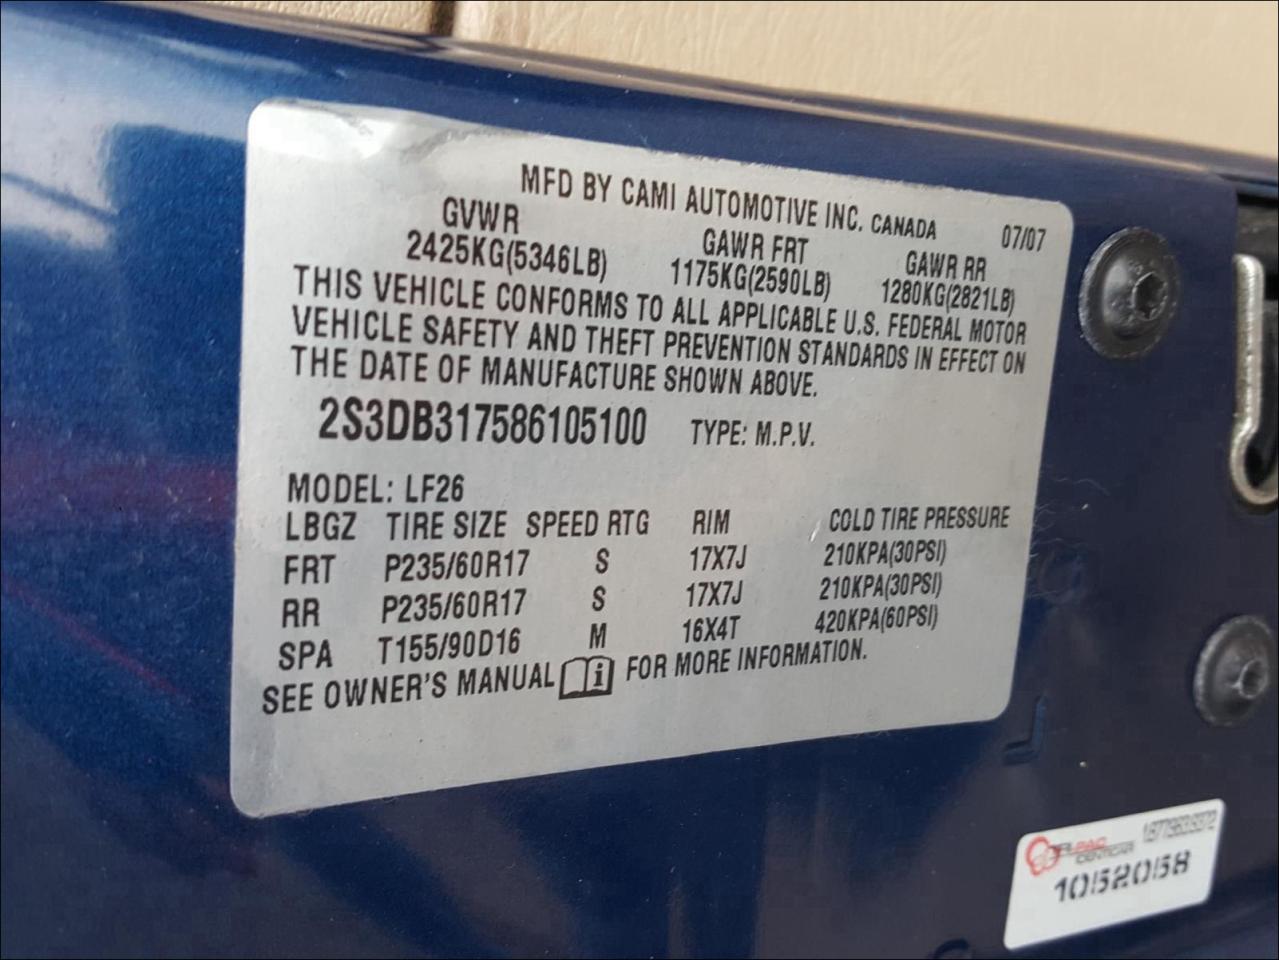 MFD BY CAMI AUTOMOTIVE INC. CANADA 07/07
GVWR GAWR FRT GAWR RR
2425KG(5346LB) 1175KG(2590LB) 1280KG(2821LB)
THIS VEHICLE CONFORMS TO ALL APPLICABLE U.S. FEDERAL MOTOR
VEHICLE SAFETY AND THEFT PREVENTION STANDARDS IN EFFECT ON
THE DATE OF MANUFACTURE SHOWN ABOVE.
2S3DB317586105100 TYPE: M.P.V.
MODEL: LF26
LBGZ TIRE SIZE SPEED RTG RIM COLD TIRE PRESSURE
FRT P235/60R17 S 17X7J 210KPA(30PSI)
RR P235/60R17 S 17X7J 210KPA(30PSI)
SPA T155/90D16 M 16X4T 420KPA(60PSI)
SEE OWNER'S MANUAL i FOR MORE INFORMATION.
1052058